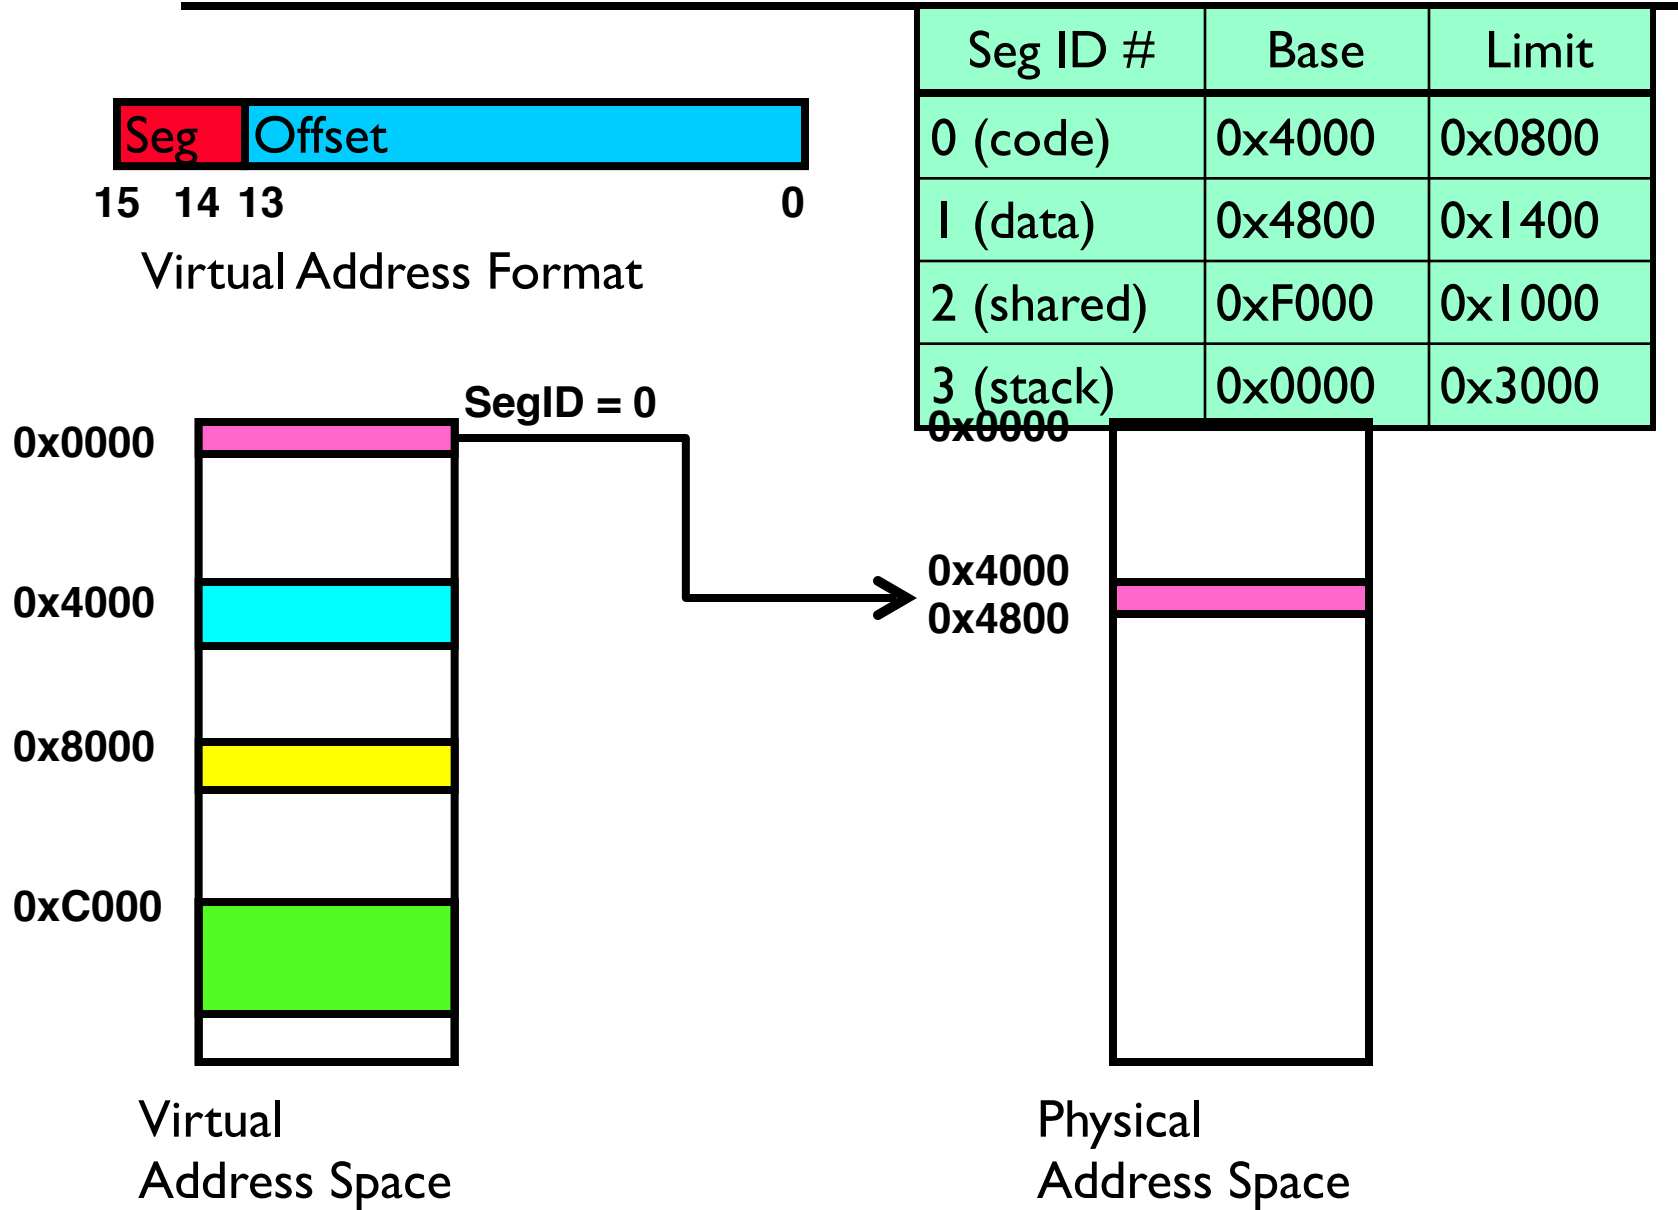 Seg ID # Base Limit
0 (code) 0x4000 0x0800
1 (data) 0x4800 0x1400
2 (shared) 0xF000 0x1000
3 (stack) 0x0000 0x3000
Seg Offset
15 14 13 0
Virtual Address Format
SegID = 0
0x0000
0x4000
0x8000
0xC000
Virtual
Address Space
0x0000
0x4000
0x4800
Physical
Address Space